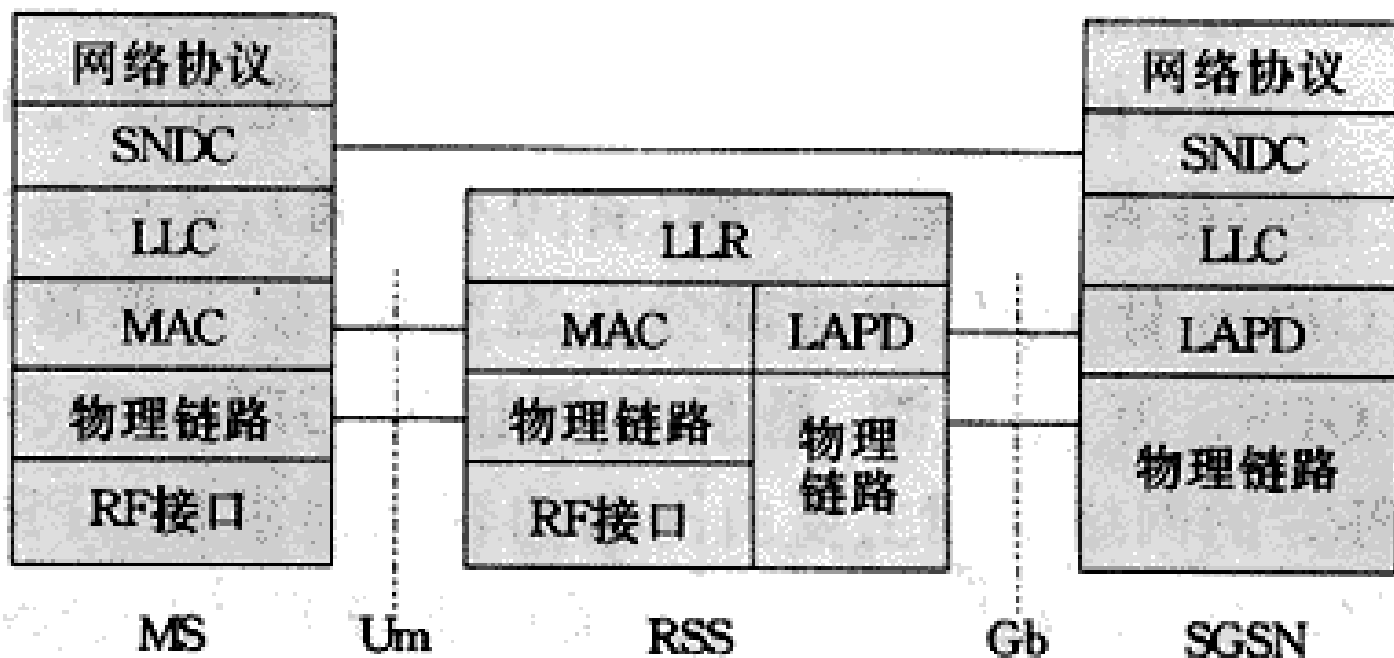 网络协议
SNDC
LLC
MAC
物理链路
RF接口
MS
Um
LLR
MAC
LAPD
物理链路
物理
链路
RF接口
RSS
Gb
网络协议
SNDC
LLC
LAPD
物理链路
SGSN